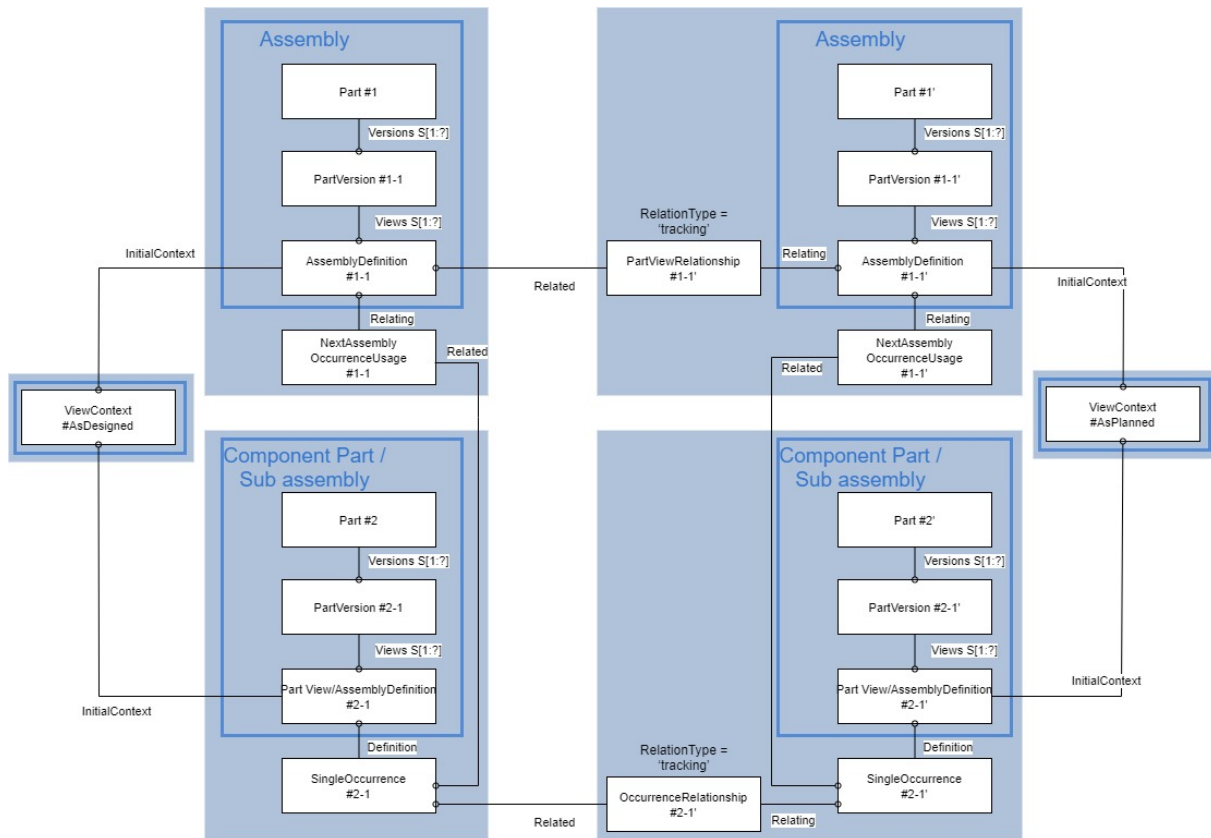 Assembly
Assembly
Part #1
Part #1'
Versions S[1:?]
Versions S[1:?]
PartVersion #1-1
PartVersion #1-1'
Views S[1:?]
RelationType =
'tracking'
Views S[1:?]
InitialContext
AssemblyDefinition
#1-1
Related
PartViewRelationship
#1-1'
Relating
AssemblyDefinition
#1-1'
InitialContext
Relating
Relating
NextAssembly
OccurrenceUsage
#1-1
Related
Related
NextAssembly
OccurrenceUsage
#1-1'
ViewContext
#AsDesigned
ViewContext
#AsPlanned
Component Part /
Sub assembly
Component Part /
Sub assembly
Part #2
Part #2'
Versions S[1:?]
Versions S[1:?]
PartVersion #2-1
PartVersion #2-1'
Views S[1:?]
Views S[1:?]
InitialContext
Part View/AssemblyDefinition
#2-1
Part View/AssemblyDefinition
#2-1'
InitialContext
Definition
RelationType =
'tracking'
Definition
SingleOccurrence
#2-1
Related
OccurrenceRelationship
#2-1'
Relating
SingleOccurrence
#2-1'